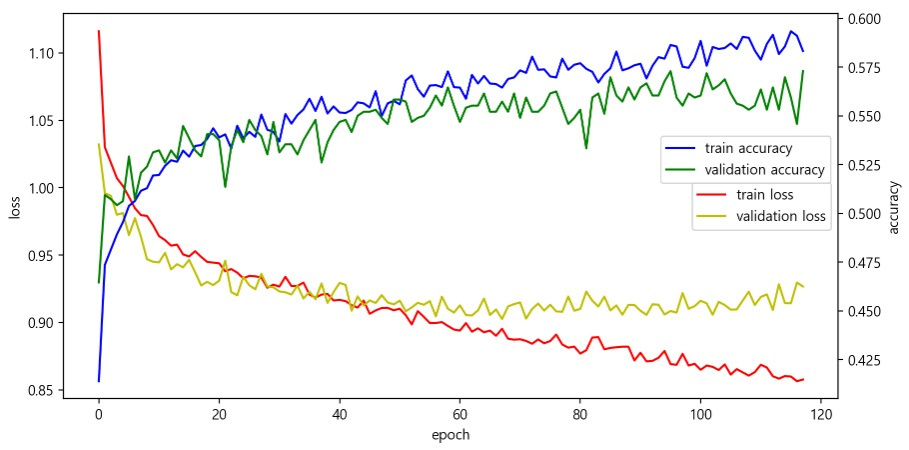 1.10
1.05
1.00
0.95
0.90
0.85
loss
0.600
0.575
0.550
0.525
0.500
0.475
0.450
0.425
accuracy
train accuracy
validation accuracy
train loss
validation loss
0 20 40 60 80 100 120
epoch